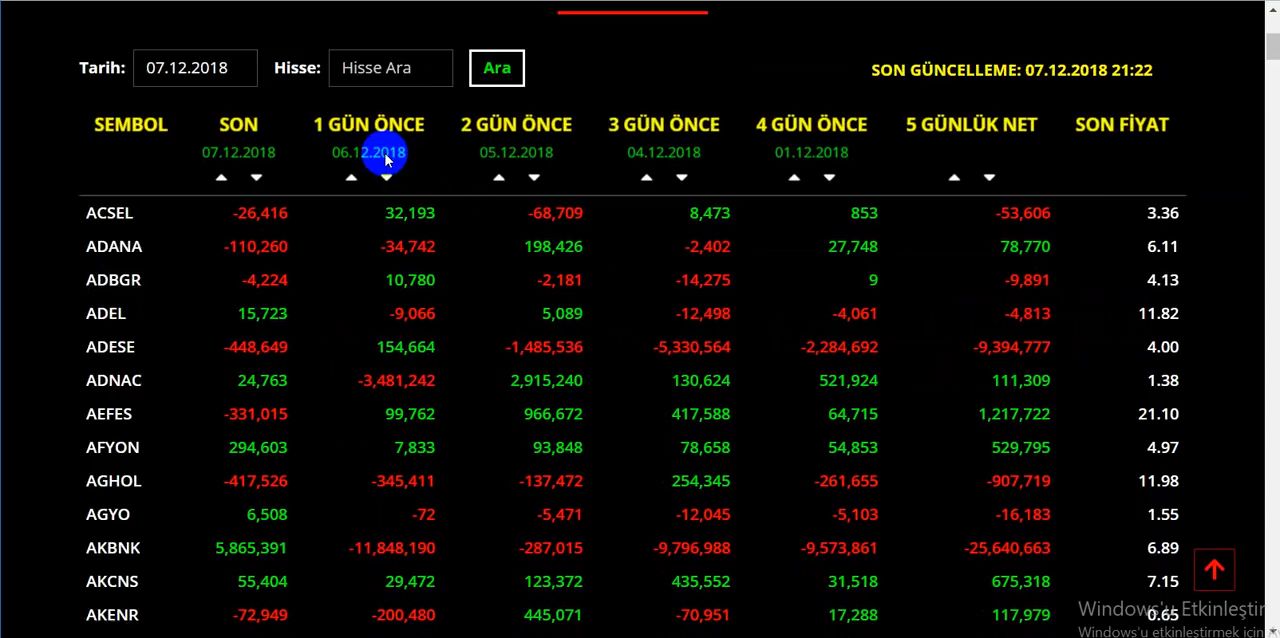 Tarih: 07.12.2018 Hisse: Hisse Ara Ara SON GÜNCELLEME: 07.12.2018 21:22
SEMBOL SON 1 GÜN ÖNCE 2 GÜN ÖNCE 3 GÜN ÖNCE 4 GÜN ÖNCE 5 GÜNLÜK NET SON FİYAT
07.12.2018 06.12.2018 05.12.2018 04.12.2018 01.12.2018
ACSEL -26,416 32,193 -68,709 8,473 853 -53,606 3.36
ADANA -110,260 -34,742 198,426 -2,402 27,748 78,770 6.11
ADBGR -4,224 10,780 -2,181 -14,275 9 -9,891 4.13
ADEL 15,723 -9,066 5,089 -12,498 -4,061 -4,813 11.82
ADESE -448,649 154,664 -1,485,536 -5,330,564 -2,284,692 -9,394,777 4.00
ADNAC 24,763 -3,481,242 2,915,240 130,624 521,924 111,309 1.38
AEFES -331,015 99,762 966,672 417,588 64,715 1,217,722 21.10
AFYON 294,603 7,833 93,848 78,658 54,853 529,795 4.97
AGHOL -417,526 -345,411 -137,472 254,345 -261,655 -907,719 11.98
AGYO 6,508 -72 -5,471 -12,045 -5,103 -16,183 1.55
AKBNK 5,865,391 -11,848,190 -287,015 -9,796,988 -9,573,861 -25,640,663 6.89
AKCNS 55,404 29,472 123,372 435,552 31,518 675,318 7.15
AKENR -72,949 -200,480 445,071 -70,951 17,288 117,979 0.65
Windows'u Etkinleştir
Windows'u etkinleştirmek için